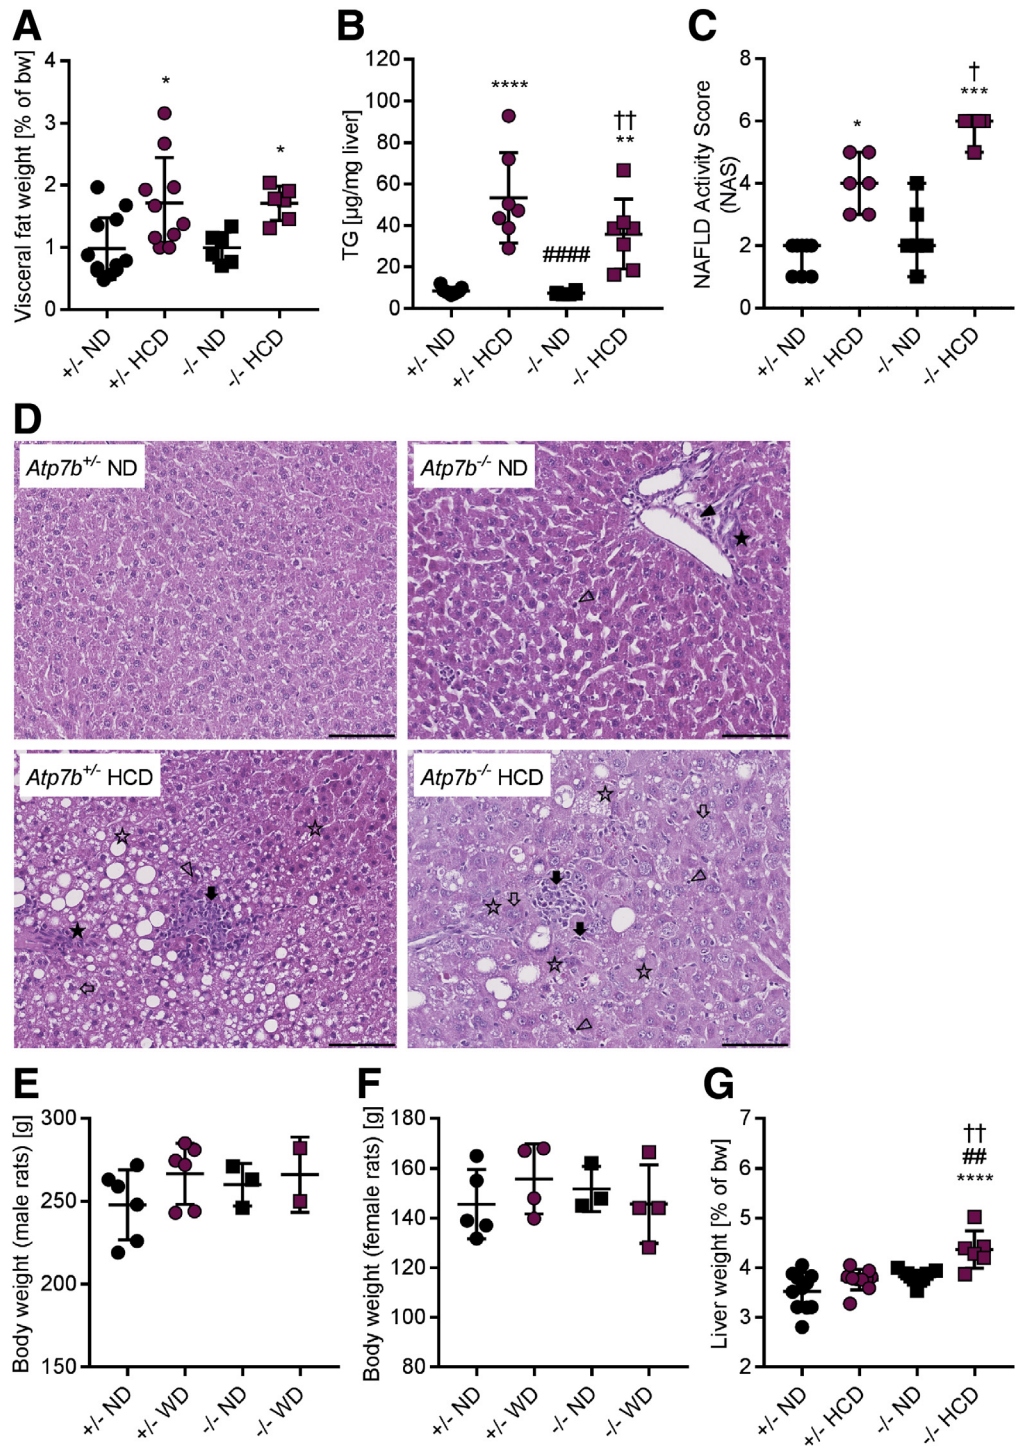 A
Visceral fat weight [% of bw]
4
3
2
1
0
*
*
+/- ND
+/- HCD
-/- ND
-/- HCD
B
TG [µg/mg liver]
120
100
80
60
40
20
0
****
####
††
**
+/- ND
+/- HCD
-/- ND
-/- HCD
C
NAFLD Activity Score
(NAS)
8
6
4
2
0
*
†
***
+/- ND
+/- HCD
-/- ND
-/- HCD
D
Atp7b+/- ND
Atp7b-/- ND
Atp7b+/- HCD
Atp7b-/- HCD
E
Body weight (male rats) [g]
300
250
200
150
+/- ND
+/- WD
-/- ND
-/- WD
F
Body weight (female rats) [g]
180
160
140
120
100
80
+/- ND
+/- WD
-/- ND
-/- WD
G
Liver weight [% of bw]
7
6
5
4
3
2
††
##
****
+/- ND
+/- HCD
-/- ND
-/- HCD